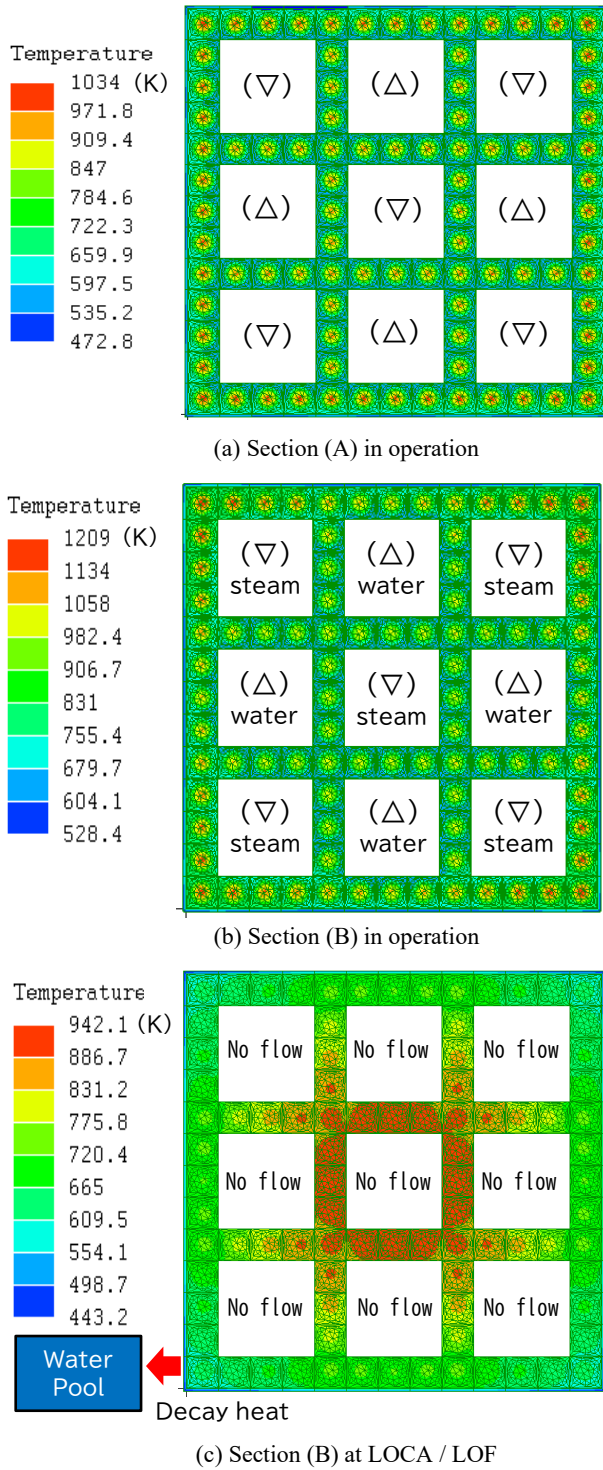 Temperature
1034 (K)
971.8
909.4
847
784.6
722.3
659.9
597.5
535.2
472.8
(▽) (△) (▽)
(△) (▽) (△)
(▽) (△) (▽)
(a) Section (A) in operation
Temperature
1209 (K)
1134
1058
982.4
906.7
831
755.4
679.7
604.1
528.4
(▽) (△) (▽)
steam water steam
(△) (▽) (△)
water steam water
(▽) (△) (▽)
steam water steam
(b) Section (B) in operation
Temperature
942.1 (K)
886.7
831.2
775.8
720.4
665
609.5
554.1
498.7
443.2
No flow No flow No flow
No flow No flow No flow
No flow No flow No flow
Water
Pool
Decay heat
(c) Section (B) at LOCA / LOF